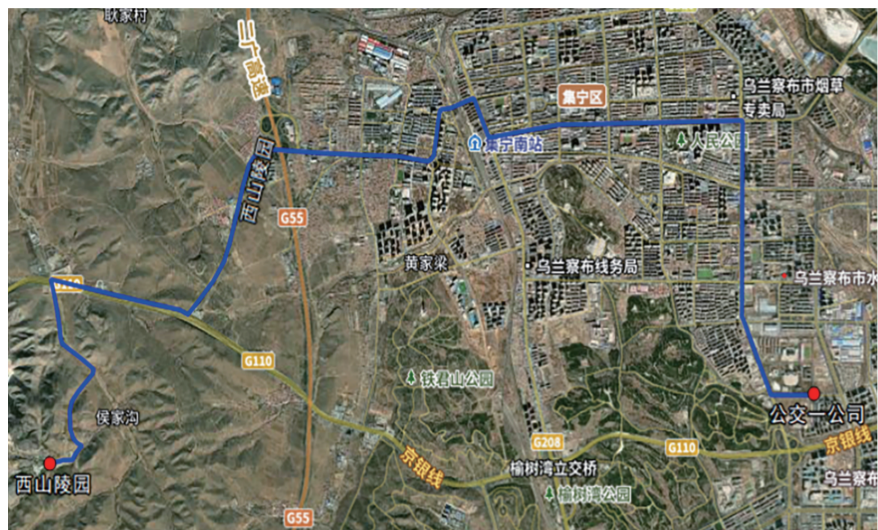 耿家村
二广高速
乌兰察布市烟草
专卖局
集宁区
集宁南站
人民公园
西山陵园
G55
黄家梁
乌兰察布线务局
乌兰察布市水
G110
G110
铁君山公园
侯家沟
公交一公司
G208
G110
京银线
京银线
西山陵园
榆树湾立交桥
乌兰察布
榆树湾公园
G55